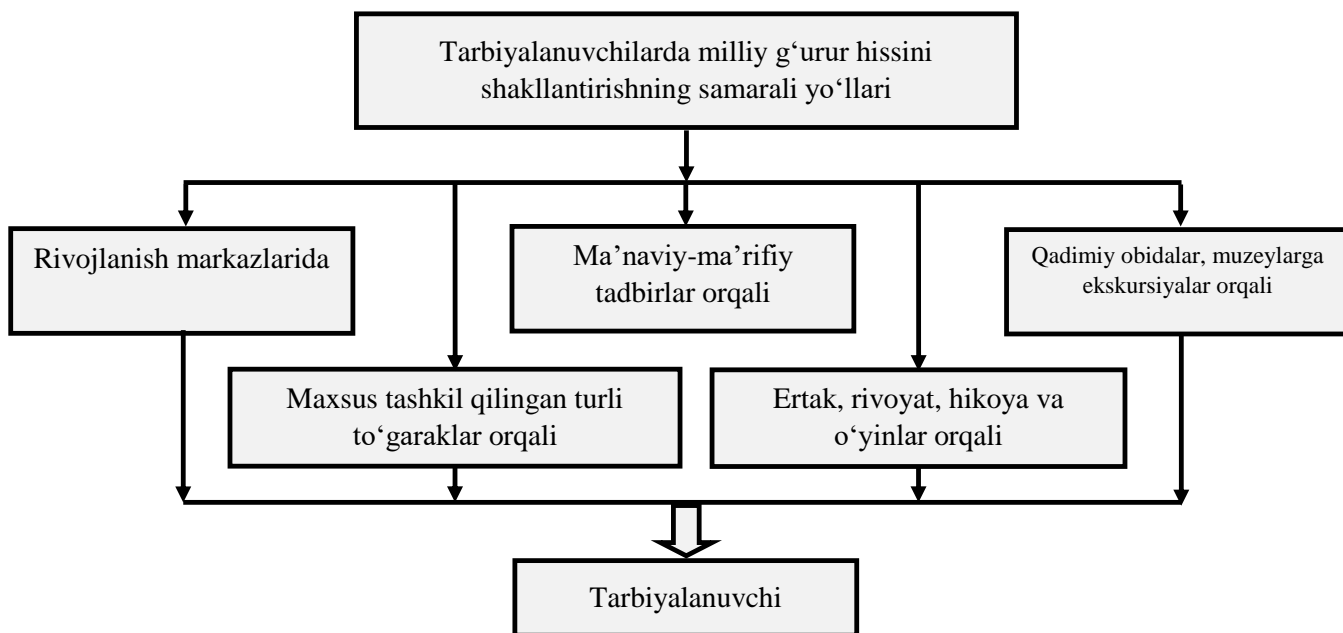 Tarbiyalanuvchilarda milliy g‘urur hissini
shakllantirishning samarali yo‘llari
Rivojlanish markazlarida
Ma’naviy-ma’rifiy
tadbirlar orqali
Qadimiy obidalar, muzeylarga
ekskursiyalar orqali
Maxsus tashkil qilingan turli
to‘garaklar orqali
Ertak, rivoyat, hikoya va
o‘yinlar orqali
Tarbiyalanuvchi